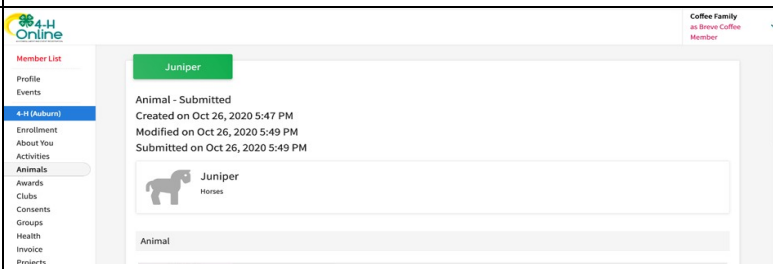 4-H
Online
Coffee Family
as Breve Coffee
Member
Member List
Profile
Events
4-H (Auburn)
Enrollment
About You
Activities
Animals
Awards
Clubs
Consents
Groups
Health
Invoice
Projects
Juniper
Animal - Submitted
Created on Oct 26, 2020 5:47 PM
Modified on Oct 26, 2020 5:49 PM
Submitted on Oct 26, 2020 5:49 PM
Juniper
Horses
Animal